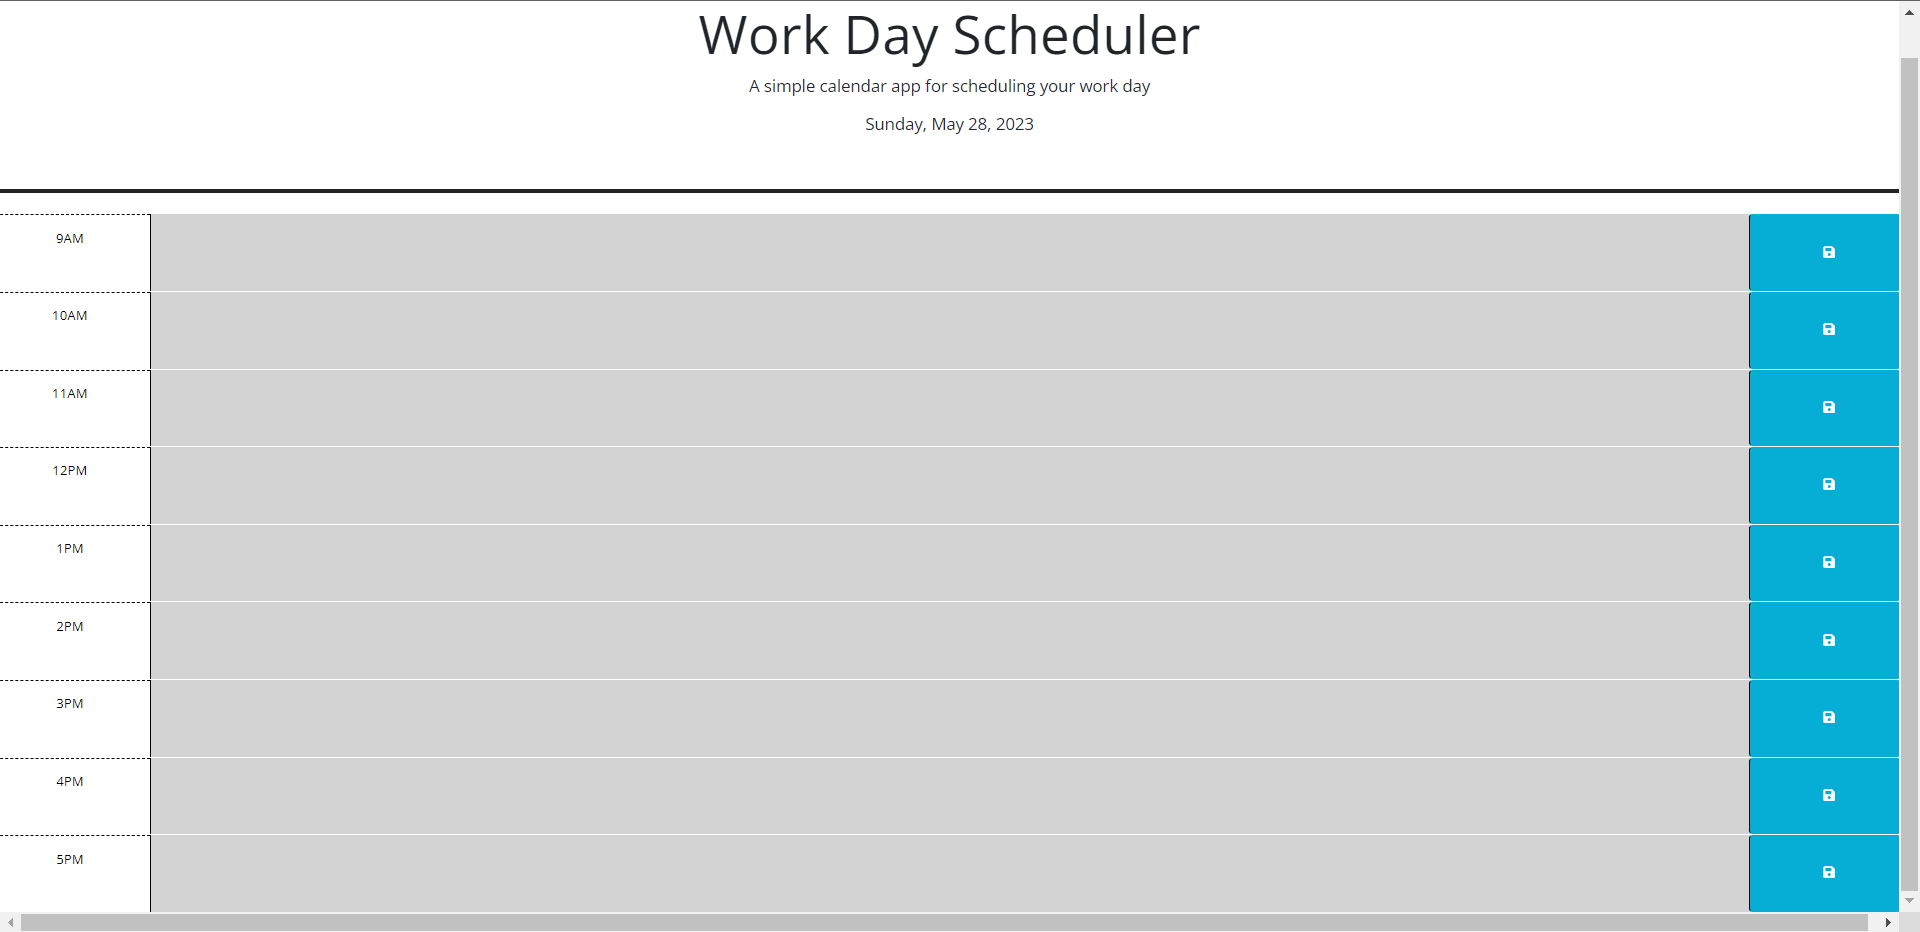 Work Day Scheduler
A simple calendar app for scheduling your work day
Sunday, May 28, 2023
9AM
10AM
11AM
12PM
1PM
2PM
3PM
4PM
5PM